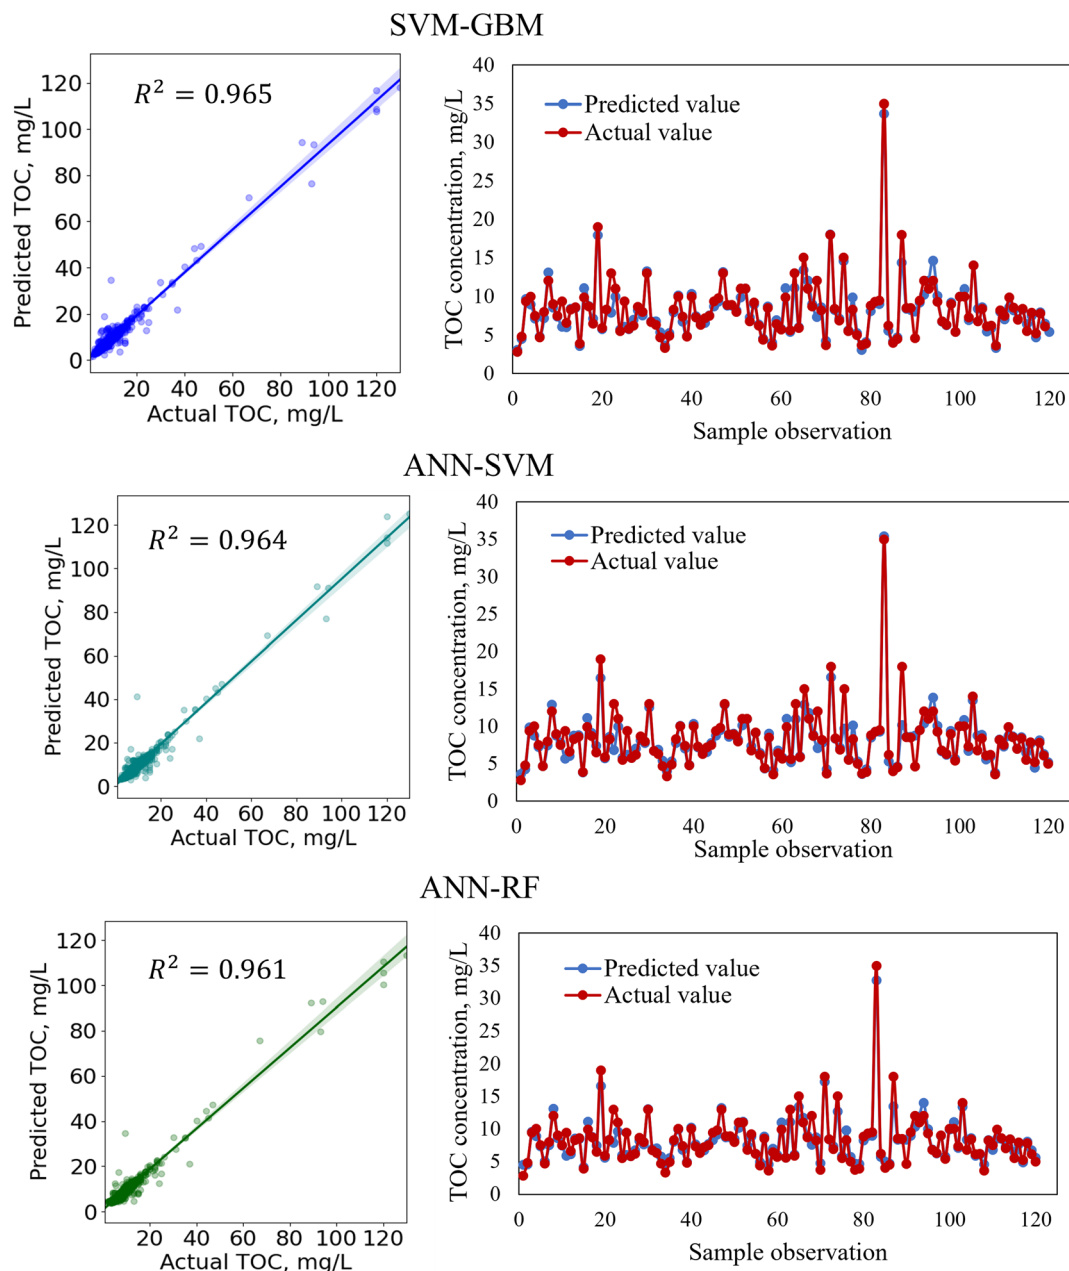 SVM-GBM
R² = 0.965
Predicted TOC, mg/L
120
100
80
60
40
20
0
20 40 60 80 100 120
Actual TOC, mg/L
TOC concentration, mg/L
40
35
30
25
20
15
10
5
0
Predicted value
Actual value
0 20 40 60 80 100 120
Sample observation
ANN-SVM
R² = 0.964
Predicted TOC, mg/L
120
100
80
60
40
20
0
20 40 60 80 100 120
Actual TOC, mg/L
TOC concentration, mg/L
40
35
30
25
20
15
10
5
0
Predicted value
Actual value
0 20 40 60 80 100 120
Sample observation
ANN-RF
R² = 0.961
Predicted TOC, mg/L
120
100
80
60
40
20
0
20 40 60 80 100 120
Actual TOC, mg/L
TOC concentration, mg/L
40
35
30
25
20
15
10
5
0
Predicted value
Actual value
0 20 40 60 80 100 120
Sample observation